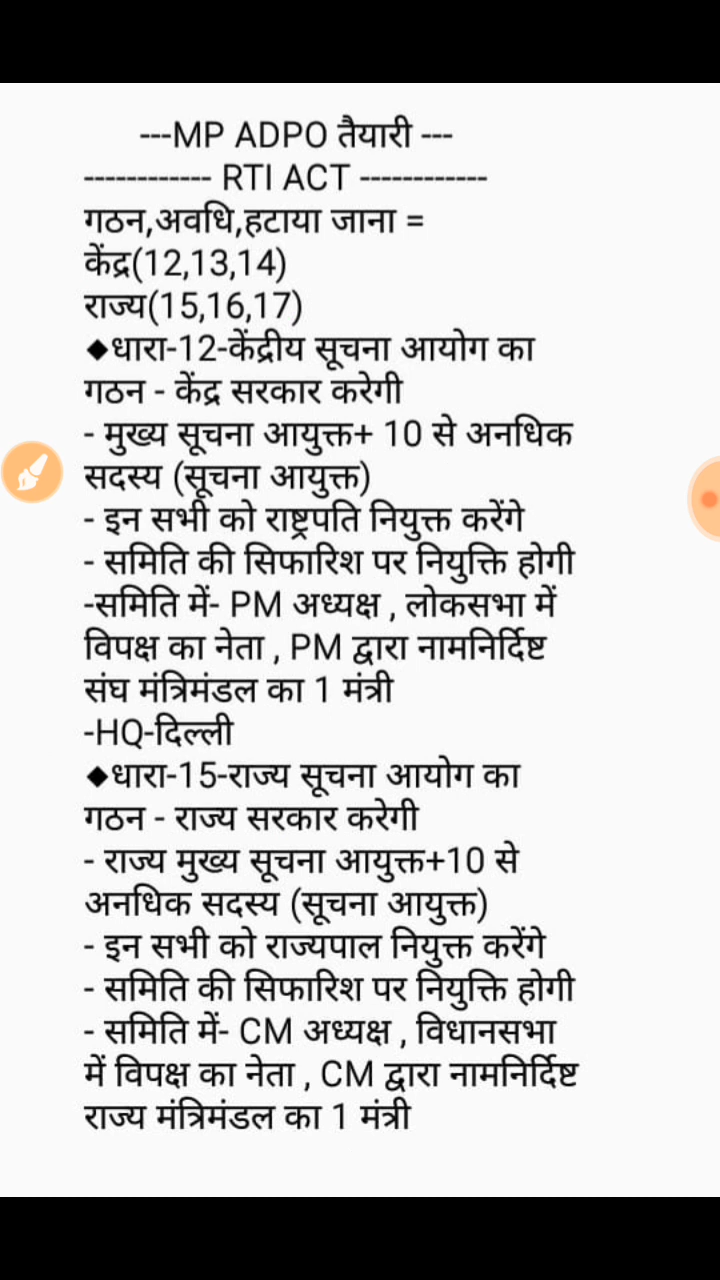 ---MP ADPO तैयारी ---
------------ RTI ACT ------------
गठन,अवधि,हटाया जाना =
केंद्र(12,13,14)
राज्य(15,16,17)
◆धारा-12-केंद्रीय सूचना आयोग का
गठन - केंद्र सरकार करेगी
- मुख्य सूचना आयुक्त+ 10 से अनधिक
सदस्य (सूचना आयुक्त)
- इन सभी को राष्ट्रपति नियुक्त करेंगे
- समिति की सिफारिश पर नियुक्ति होगी
-समिति में- PM अध्यक्ष , लोकसभा में
विपक्ष का नेता , PM द्वारा नामनिर्दिष्ट
संघ मंत्रिमंडल का 1 मंत्री
-HQ-दिल्ली
◆धारा-15-राज्य सूचना आयोग का
गठन - राज्य सरकार करेगी
- राज्य मुख्य सूचना आयुक्त+10 से
अनधिक सदस्य (सूचना आयुक्त)
- इन सभी को राज्यपाल नियुक्त करेंगे
- समिति की सिफारिश पर नियुक्ति होगी
- समिति में- CM अध्यक्ष , विधानसभा
में विपक्ष का नेता , CM द्वारा नामनिर्दिष्ट
राज्य मंत्रिमंडल का 1 मंत्री